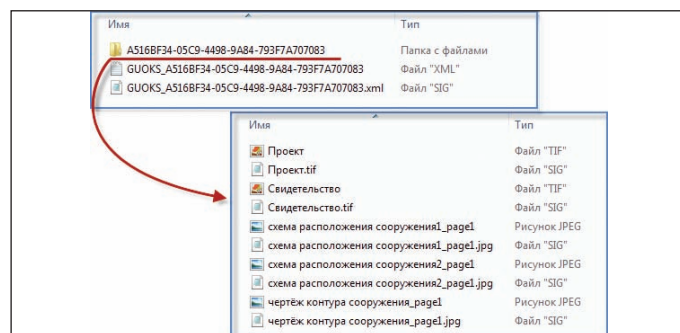 Имя Тип
A516BF34-05C9-4498-9A84-793F7A707083 Папка с файлами
GUOKS_A516BF34-05C9-4498-9A84-793F7A707083 Файл "XML"
GUOKS_A516BF34-05C9-4498-9A84-793F7A707083.xml Файл "SIG"
Имя Тип
Проект Файл "TIF"
Проект.tif Файл "SIG"
Свидетельство Файл "TIF"
Свидетельство.tif Файл "SIG"
схема расположения сооружения1_page1 Рисунок JPEG
схема расположения сооружения1_page1.jpg Файл "SIG"
схема расположения сооружения2_page1 Рисунок JPEG
схема расположения сооружения2_page1.jpg Файл "SIG"
чертёж контура сооружения_page1 Рисунок JPEG
чертёж контура сооружения_page1.jpg Файл "SIG"